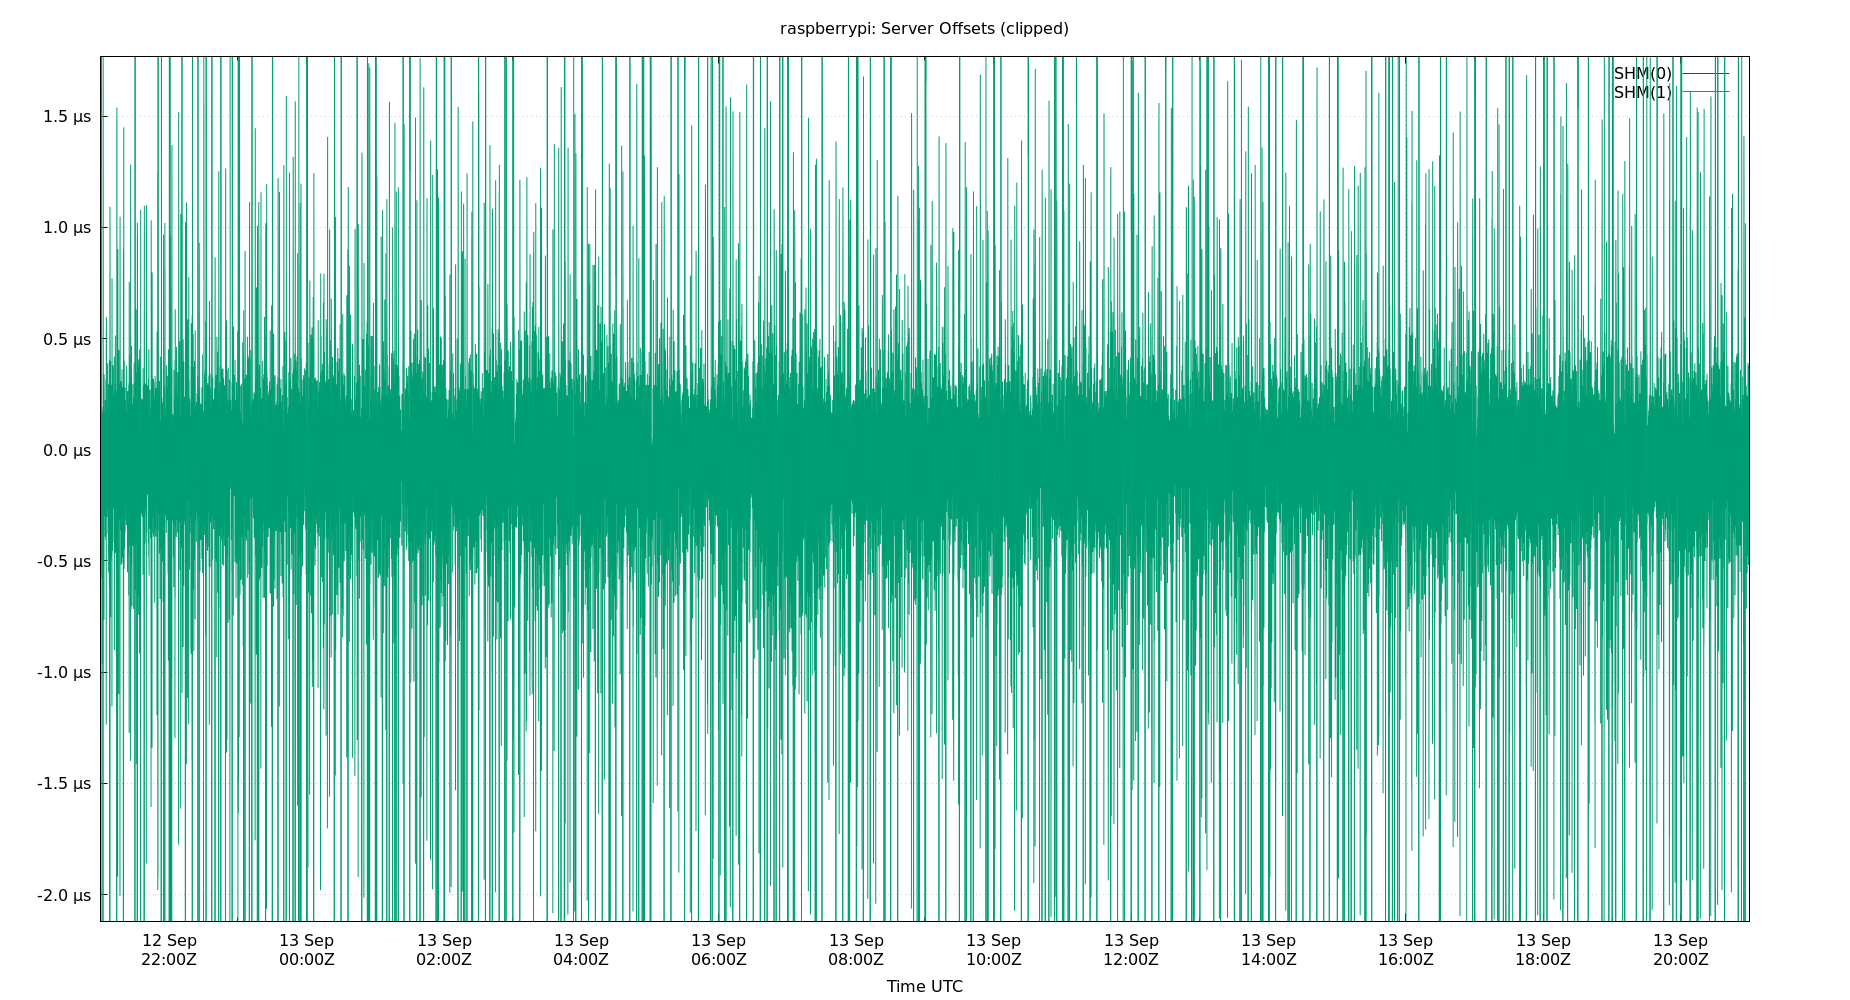 raspberrypi: Server Offsets (clipped)
SHM(0)
SHM(1)
1.5 µs
1.0 µs
0.5 µs
0.0 µs
-0.5 µs
-1.0 µs
-1.5 µs
-2.0 µs
12 Sep 13 Sep 13 Sep 13 Sep 13 Sep 13 Sep 13 Sep 13 Sep 13 Sep 13 Sep 13 Sep 13 Sep
22:00Z 00:00Z 02:00Z 04:00Z 06:00Z 08:00Z 10:00Z 12:00Z 14:00Z 16:00Z 18:00Z 20:00Z
Time UTC